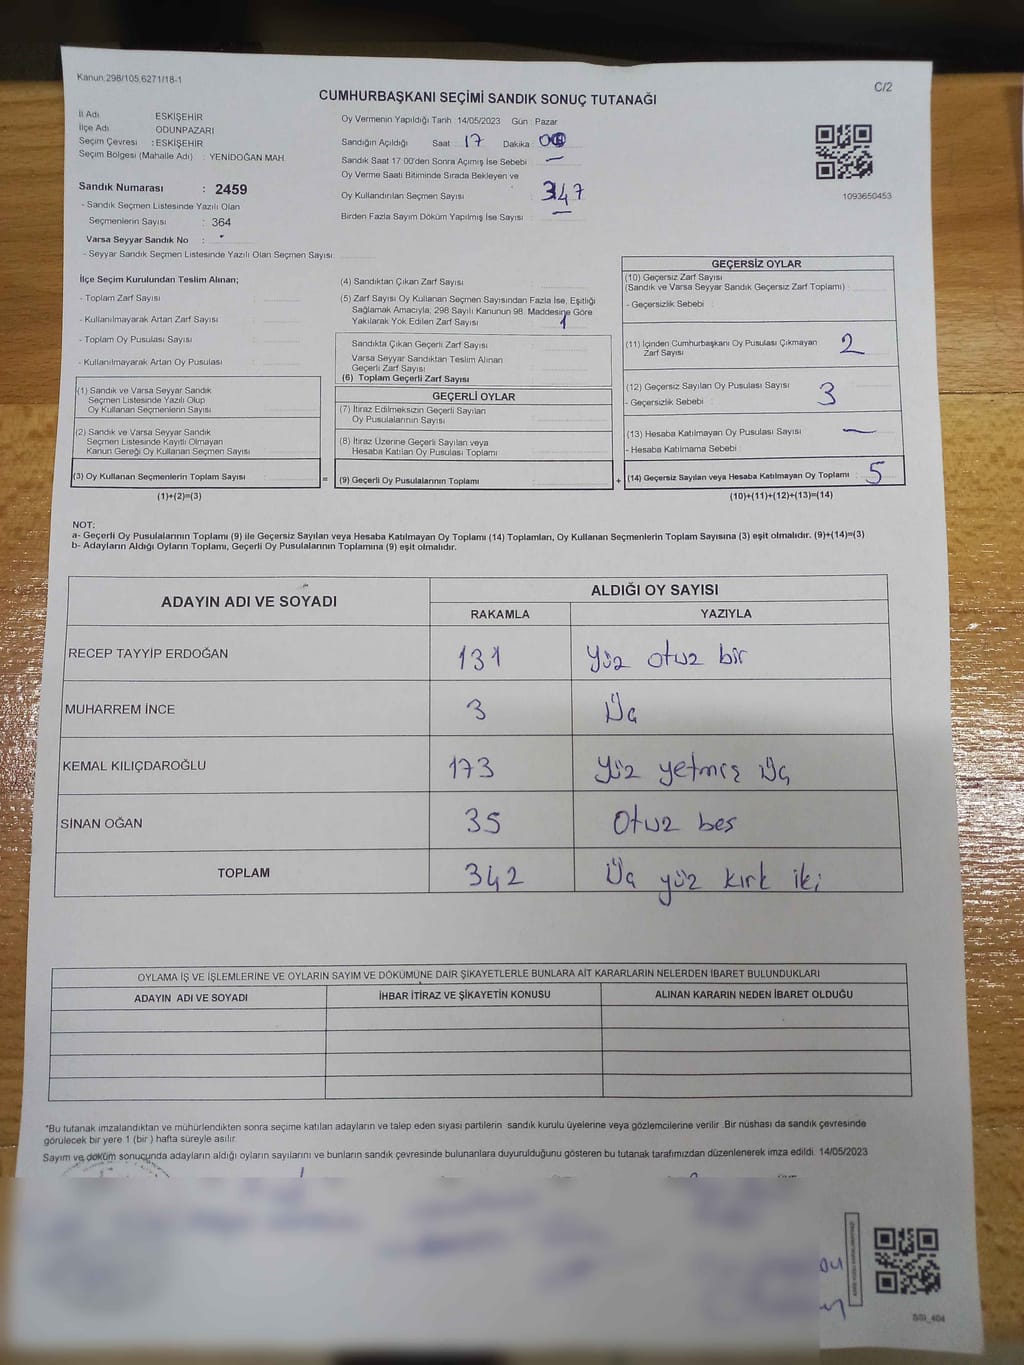 Kanun;298/105,6271/18-1
C/2
CUMHURBAŞKANI SEÇİMİ SANDIK SONUÇ TUTANAĞI
İl Adı ESKİŞEHİR
İlçe Adı ODUNPAZARI
Seçim Çevresi : ESKİŞEHİR
Seçim Bölgesi (Mahalle Adı) : YENİDOĞAN MAH
Sandık Numarası : 2459
- Sandık Seçmen Listesinde Yazılı Olan
Seçmenlerin Sayısı : 364
Varsa Seyyar Sandık No :
- Seyyar Sandık Seçmen Listesinde Yazılı Olan Seçmen Sayısı
Oy Vermenin Yapıldığı Tarih 14/05/2023 Gün : Pazar
Sandığın Açıldığı Saat 17 Dakika
Sandık Saat 17:00'den Sonra Açımış İse Sebebi —
Oy Verme Saati Bitiminde Sırada Bekleyen ve
Oy Kullandırılan Seçmen Sayısı 347
Birden Fazla Sayım Döküm Yapılmış İse Sayısı —
1093650453
İlçe Seçim Kurulundan Teslim Alınan;
- Toplam Zarf Sayısı :
- Kullanılmayarak Artan Zarf Sayısı :
- Toplam Oy Pusulası Sayısı :
- Kullanılmayarak Artan Oy Pusulası :
(1) Sandık ve Varsa Seyyar Sandık
Seçmen Listesinde Yazılı Olup
Oy Kullanan Seçmenlerin Sayısı
(2) Sandık ve Varsa Seyyar Sandık
Seçmen Listesinde Kayıtlı Olmayan
Kanun Gereği Oy Kullanan Seçmen Sayısı
(3) Oy Kullanan Seçmenlerin Toplam Sayısı =
(1)+(2)=(3)
(4) Sandıktan Çıkan Zarf Sayısı
(5) Zarf Sayısı Oy Kullanan Seçmen Sayısından Fazla İse, Eşitliği
Sağlamak Amacıyla; 298 Sayılı Kanunun 98. Maddesine Göre
Yakılarak Yok Edilen Zarf Sayısı 1
Sandıkta Çıkan Geçerli Zarf Sayısı
Varsa Seyyar Sandıktan Teslim Alınan
Geçerli Zarf Sayısı
(6) Toplam Geçerli Zarf Sayısı
GEÇERLİ OYLAR
(7) İtiraz Edilmeksizin Geçerli Sayılan
Oy Pusulalarının Sayısı
(8) İtiraz Üzerine Geçerli Sayılan veya
Hesaba Katılan Oy Pusulası Toplamı
(9) Geçerli Oy Pusulalarının Toplamı +
GEÇERSİZ OYLAR
(10) Geçersiz Zarf Sayısı
(Sandık ve Varsa Seyyar Sandık Geçersiz Zarf Toplamı)
- Geçersizlik Sebebi :
(11) İçinden Cumhurbaşkanı Oy Pusulası Çıkmayan
Zarf Sayısı 2
(12) Geçersiz Sayılan Oy Pusulası Sayısı 3
- Geçersizlik Sebebi :
(13) Hesaba Katılmayan Oy Pusulası Sayısı —
- Hesaba Katılmama Sebebi
(14) Geçersiz Sayılan veya Hesaba Katılmayan Oy Toplamı 5
(10)+(11)+(12)+(13)=(14)
NOT:
a- Geçerli Oy Pusulalarının Toplamı (9) ile Geçersiz Sayılan veya Hesaba Katılmayan Oy Toplamı (14) Toplamları, Oy Kullanan Seçmenlerin Toplam Sayısına (3) eşit olmalıdır. (9)+(14)=(3)
b- Adayların Aldığı Oyların Toplamı, Geçerli Oy Pusulalarının Toplamına (9) eşit olmalıdır.
ADAYIN ADI VE SOYADI
ALDIĞI OY SAYISI
RAKAMLA YAZIYLA
RECEP TAYYİP ERDOĞAN 131 Yüz otuz bir
MUHARREM İNCE 3 Üç
KEMAL KILIÇDAROĞLU 173 Yüz yetmiş üç
SİNAN OĞAN 35 Otuz beş
TOPLAM 342 Üç yüz kırk iki
OYLAMA İŞ VE İŞLEMLERİNE VE OYLARIN SAYIM VE DÖKÜMÜNE DAİR ŞİKAYETLERLE BUNLARA AİT KARARLARIN NELERDEN İBARET BULUNDUKLARI
ADAYIN ADI VE SOYADI İHBAR İTİRAZ VE ŞİKAYETİN KONUSU ALINAN KARARIN NEDEN İBARET OLDUĞU
*Bu tutanak imzalandıktan ve mühürlendikten sonra seçime katılan adayların ve talep eden siyasi partilerin sandık kurulu üyelerine veya gözlemcilerine verilir. Bir nüshası da sandık çevresinde
görülecek bir yere 1 (bir) hafta süreyle asılır.
Sayım ve döküm sonucunda adayların aldığı oyların sayılarını ve bunların sandık çevresinde bulunanlara duyurulduğunu gösteren bu tutanak tarafımızdan düzenlenerek imza edildi. 14/05/2023